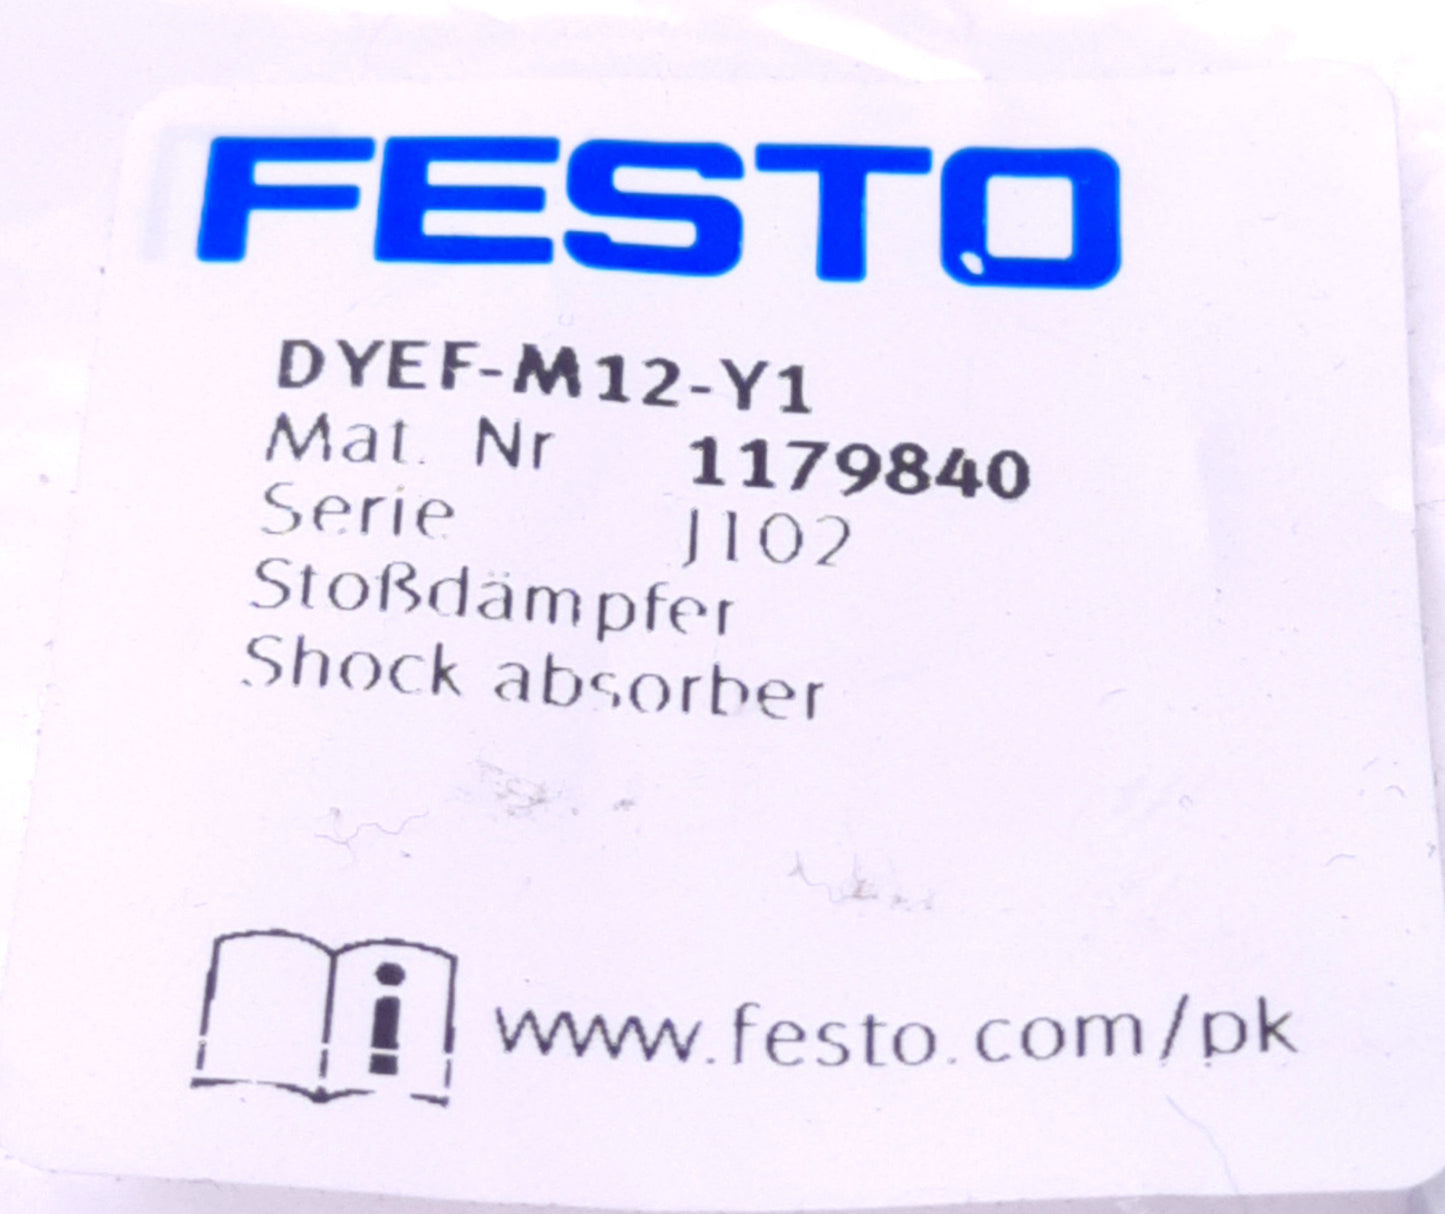 FESTO
DYEF-M12-Y1
Mat. Nr 1179840
Serie J102
Stoßdämpfer
Shock absorber
i www.festo.com/pk